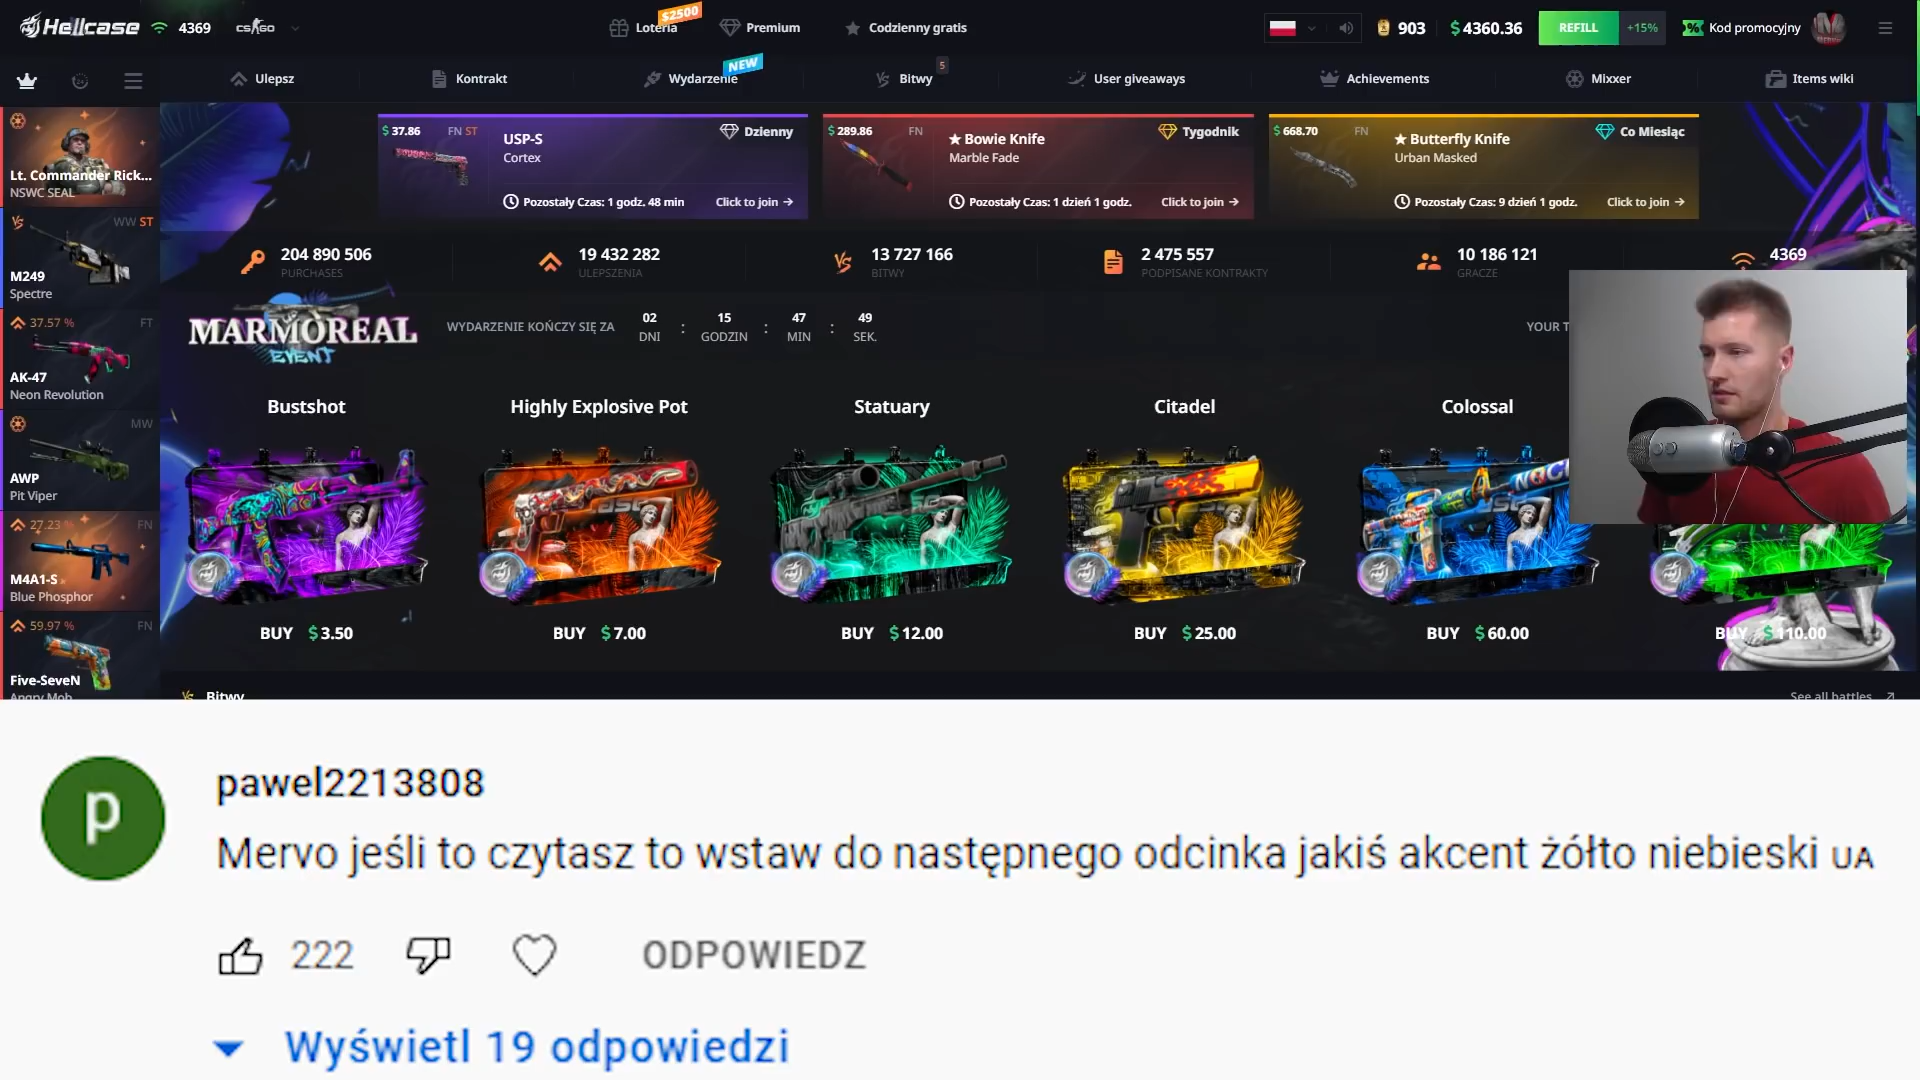 Hellcase 4369 CS:GO Loteria $2500 Premium Codzienny gratis 903 $4360.36 REFILL +15% % Kod promocyjny
Ulepsz Kontrakt Wydarzenie NEW Bitwy 5 User giveaways Achievements Mixxer Items wiki
Lt. Commander Rick...
NSWC SEAL
WW ST
M249
Spectre
37.57 % FT
AK-47
Neon Revolution
MW
AWP
Pit Viper
27.23 FN
M4A1-S
Blue Phosphor
59.97 % FN
Five-SeveN
Angry Mob
$ 37.86 FN ST
USP-S
Cortex
Dzienny
Pozostały Czas: 1 godz. 48 min Click to join →
$ 289.86 FN
★ Bowie Knife
Marble Fade
Tygodnik
Pozostały Czas: 1 dzień 1 godz. Click to join →
$ 668.70 FN
★ Butterfly Knife
Urban Masked
Co Miesiąc
Pozostały Czas: 9 dzień 1 godz. Click to join →
204 890 506
PURCHASES
19 432 282
ULEPSZENIA
VS
13 727 166
BITWY
2 475 557
PODPISANE KONTRAKTY
10 186 121
GRACZE
4369
MARMOREAL
EVENT
WYDARZENIE KOŃCZY SIĘ ZA
02 : 15 : 47 : 49
DNI GODZIN MIN SEK.
YOUR T
Bustshot Highly Explosive Pot Statuary Citadel Colossal
BUY $ 3.50 BUY $ 7.00 BUY $ 12.00 BUY $ 25.00 BUY $ 60.00 BUY $ 110.00
Bitwy See all battles
p
pawel2213808
Mervo jeśli to czytasz to wstaw do następnego odcinka jakiś akcent żółto niebieski UA
222 ODPOWIEDZ
Wyświetl 19 odpowiedzi